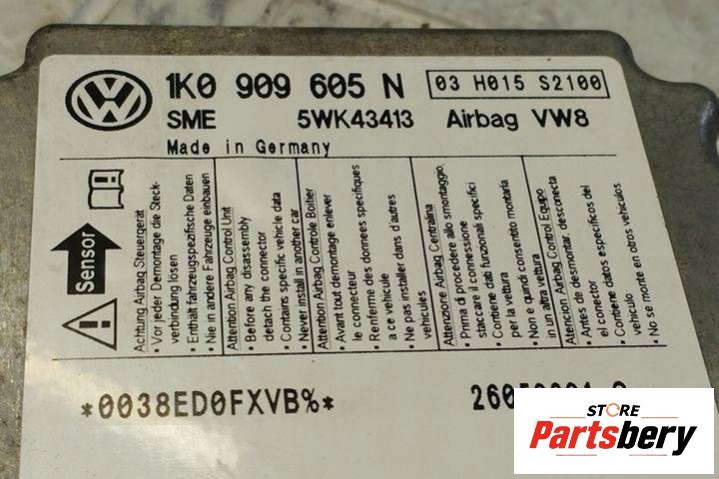 1K0 909 605 N
03 H015 S2100
SME 5WK43413 Airbag VW8
Made in Germany
Sensor
Achtung Airbag Steuergerät
• Vor jeder Demontage die Steck-
verbindung lösen
• Enthält fahrzeugspezifische Daten
• Nie in andere Fahrzeuge einbauen
Attention Airbag Control Unit
• Before any disassembly
detach the connector
• Contains specific vehicle data
• Never install in another car
Attention Airbag Controle Boitier
• Avant tout demontage enlever
le connecteur
• Renferme des donnees specifiques
a ce vehicule
• Ne pas installer dans d'autres
vehicules
Attenzione Airbag Centralina
• Prima di procedere allo smontaggio,
staccare il connessione
• Contiene dati funzionali specifici
per la vettura
• Non e quindi consentito montarla
in un altra vettura
Atencion Airbag Control Equipo
• Antes de desmontar, desconecta
el conector
• Contiene datos especificos del
vehiculo
• No se monte en otros vehiculos
*0038ED0FXVB%*
STORE
Partsbery